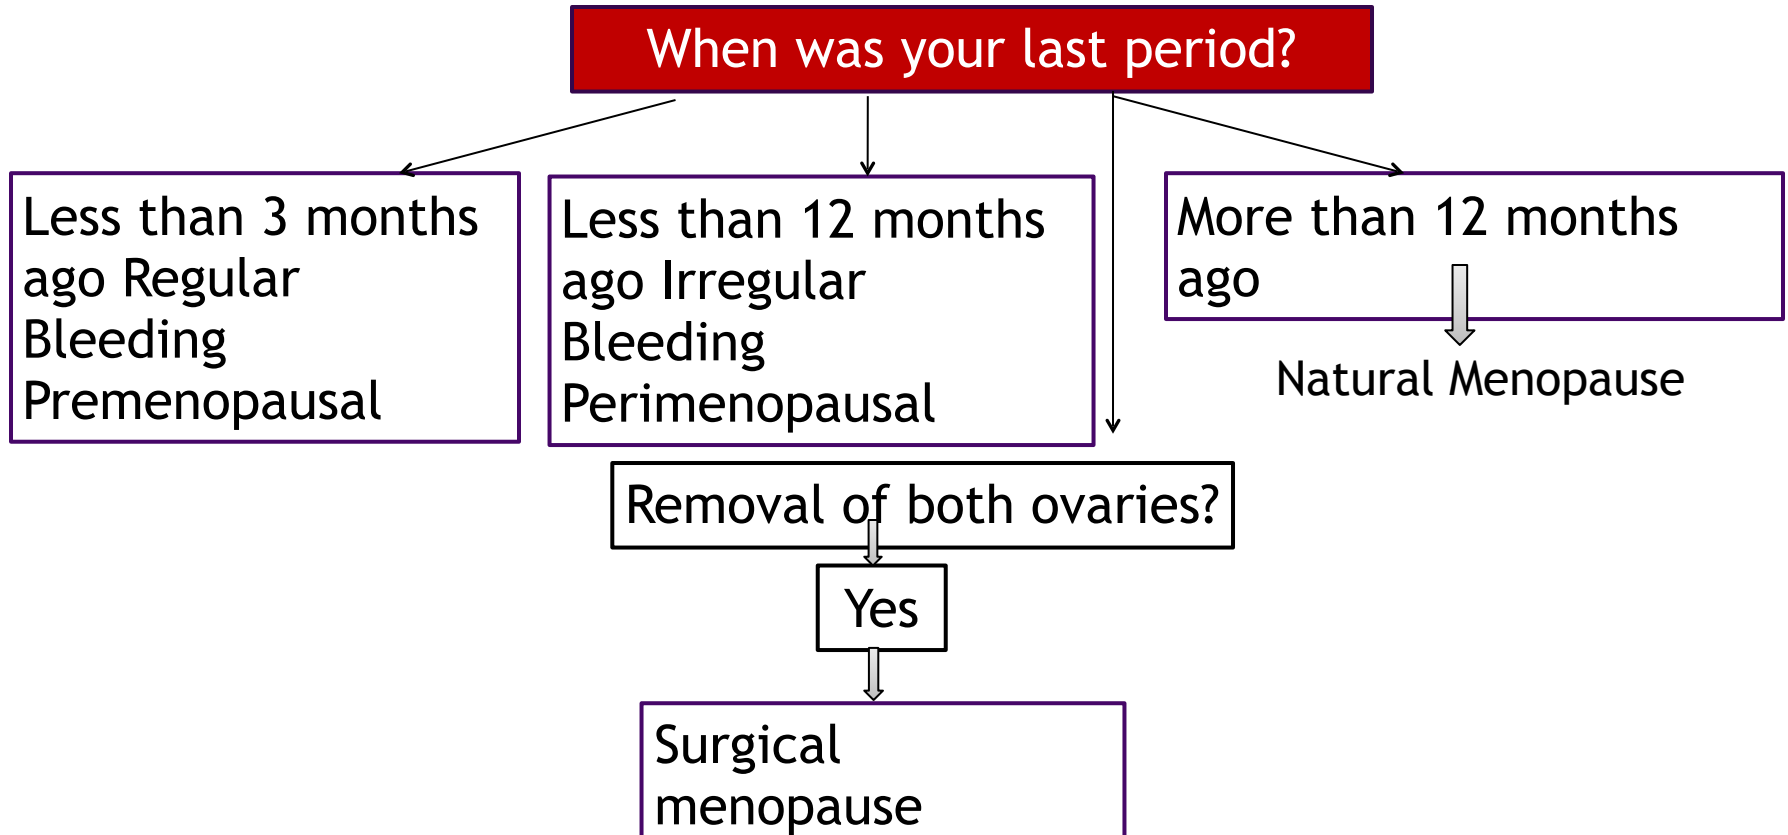 When was your last period?
Less than 3 months
ago Regular
Bleeding
Premenopausal
Less than 12 months
ago Irregular
Bleeding
Perimenopausal
More than 12 months
ago
Natural Menopause
Removal of both ovaries?
Yes
Surgical
menopause